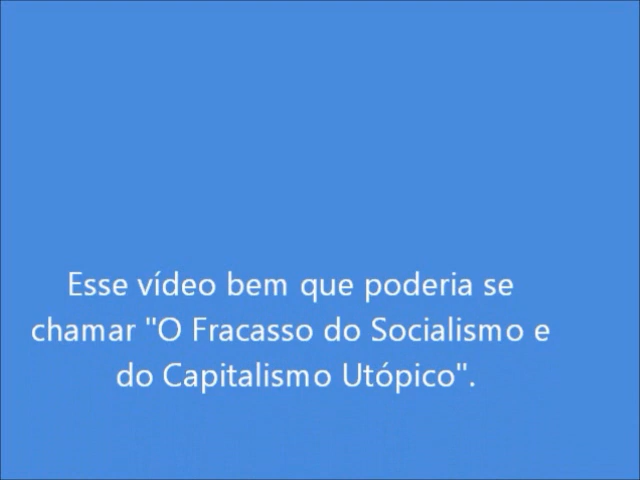 Esse vídeo bem que poderia se
chamar "O Fracasso do Socialismo e
do Capitalismo Utópico".